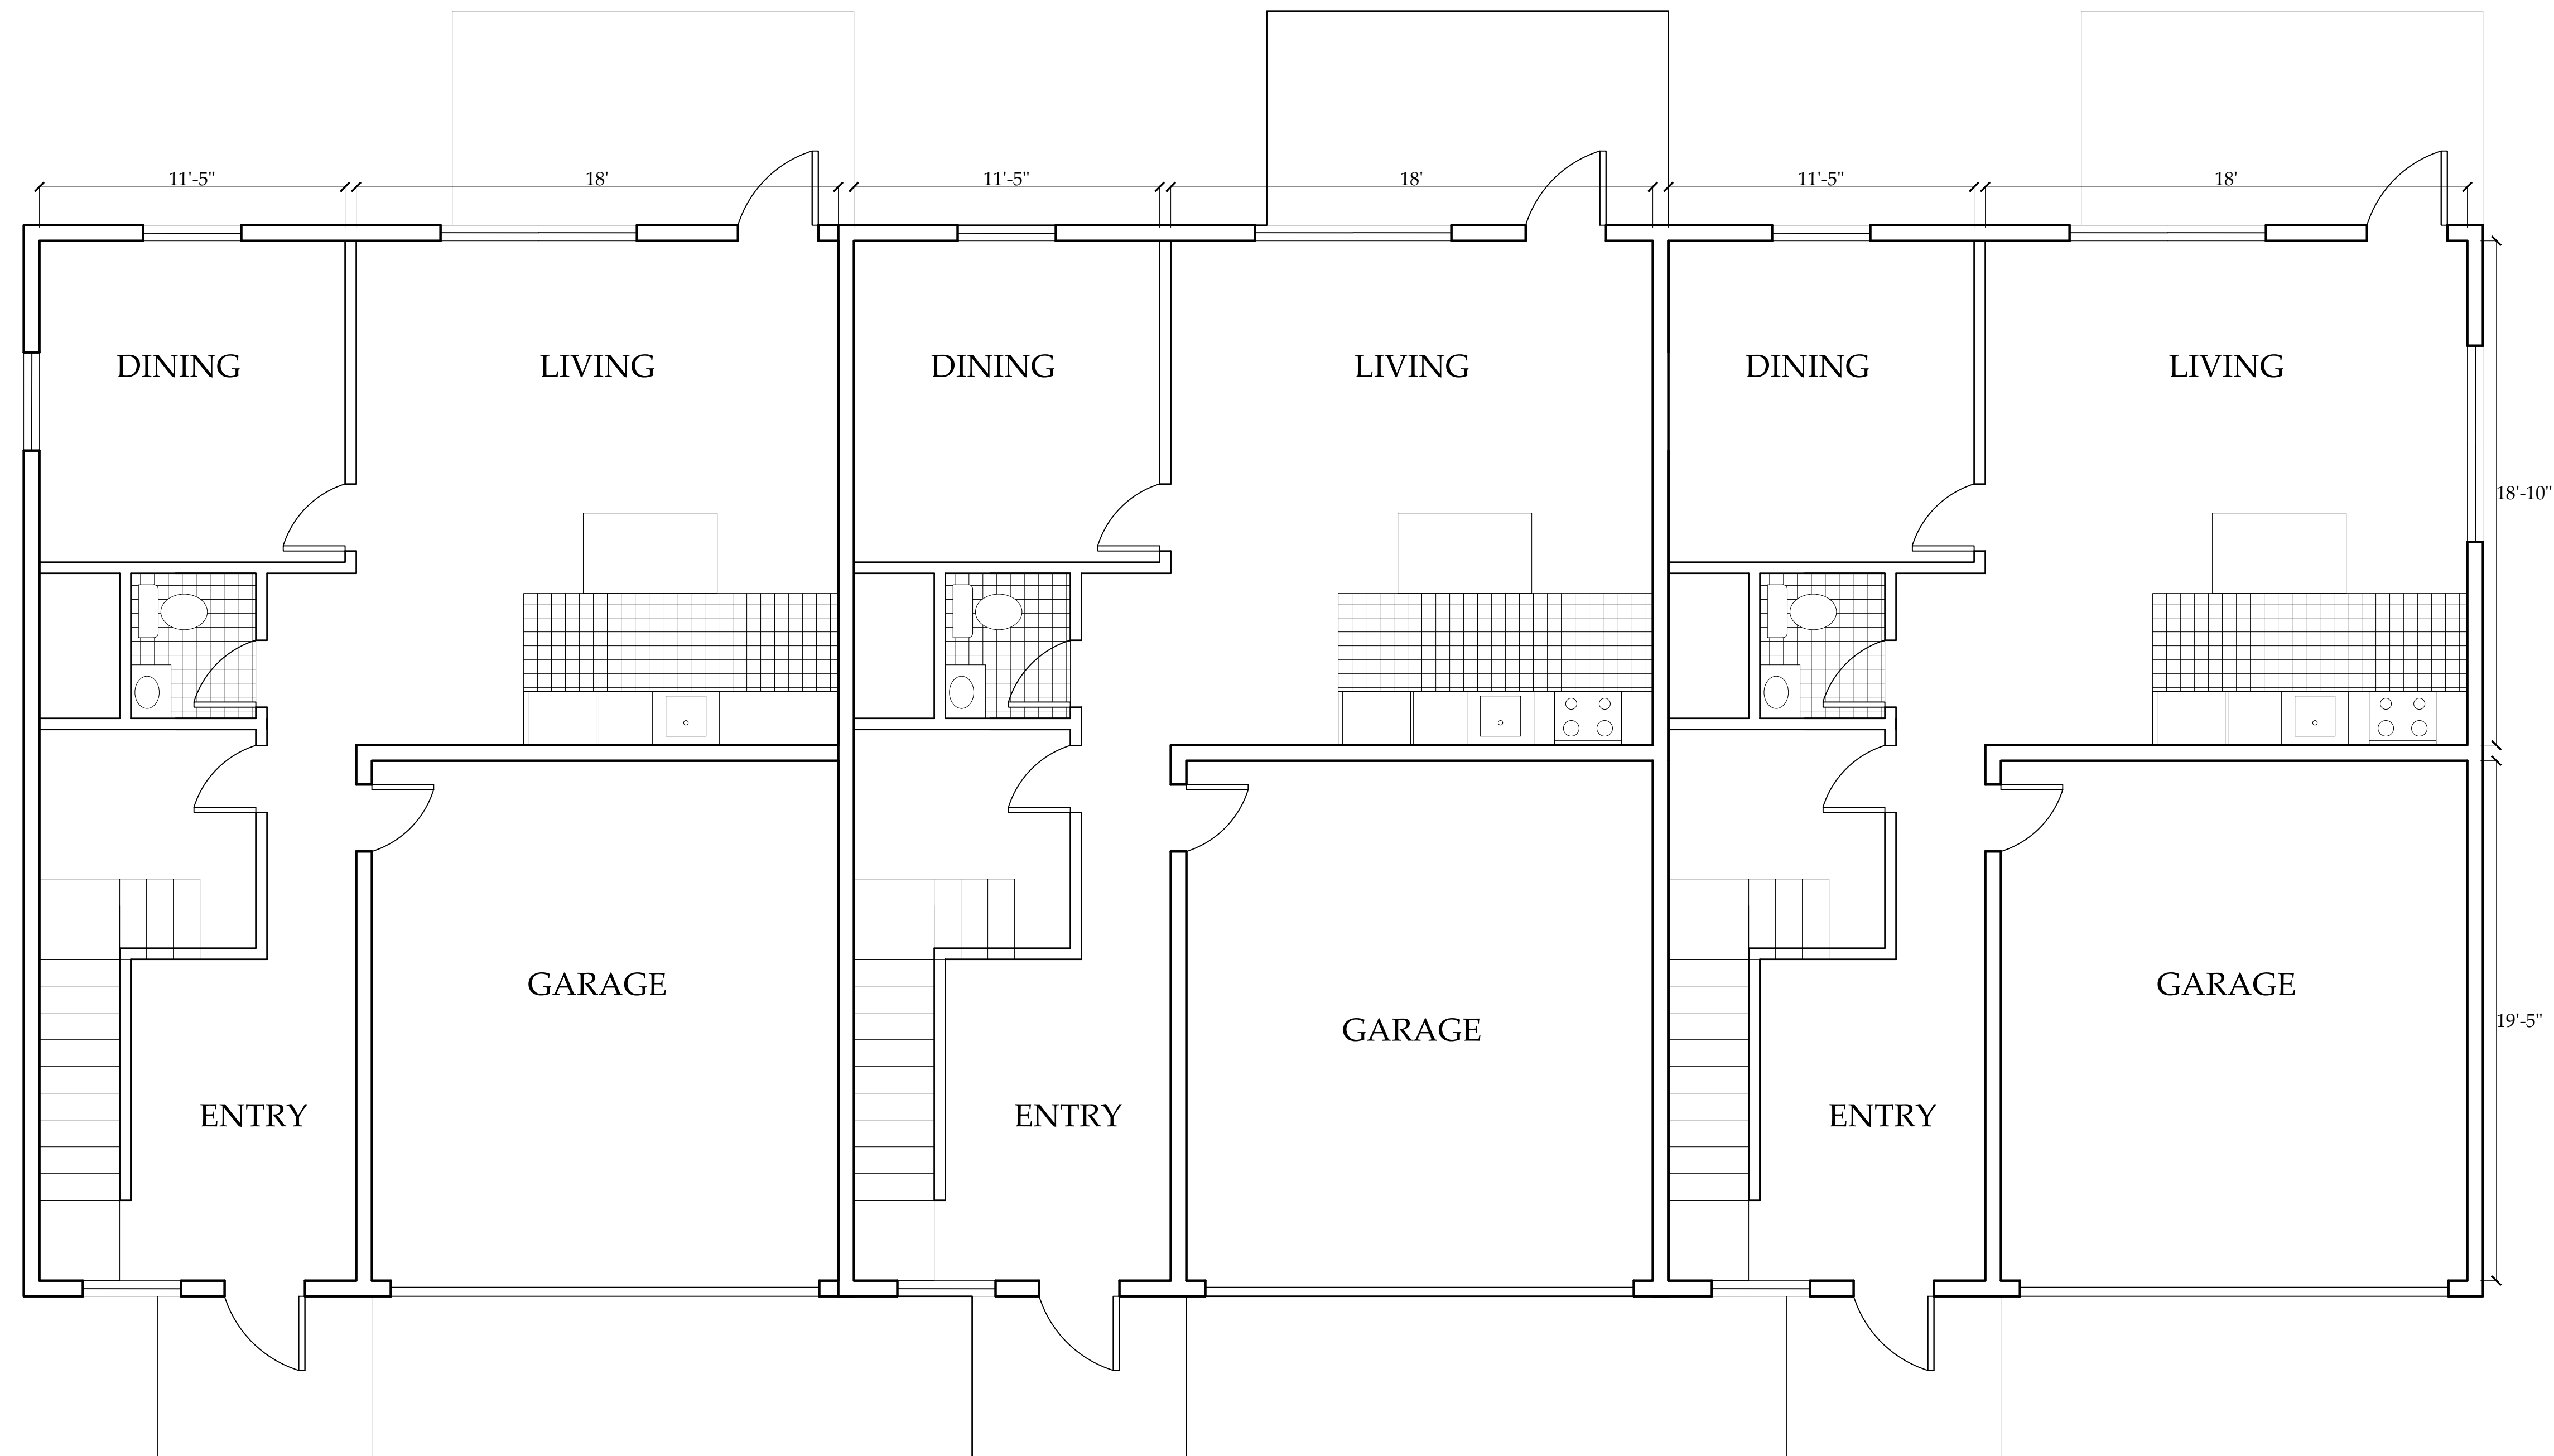 11'-5"
18'
11'-5"
18'
11'-5"
18'
DINING
LIVING
DINING
LIVING
DINING
LIVING
18'-10"
GARAGE
GARAGE
GARAGE
19'-5"
ENTRY
ENTRY
ENTRY